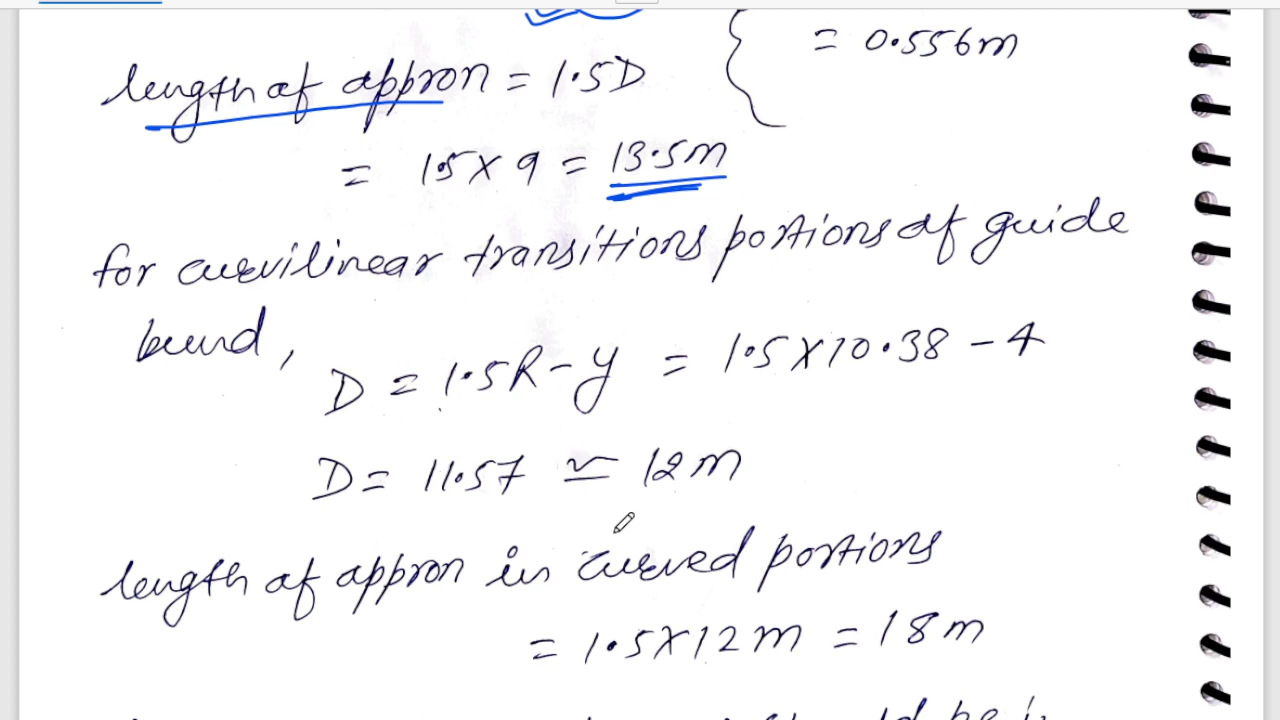 = 0.556m
length of appron = 1.5D
= 1.5 X 9 = 13.5m
for curvilinear transitions portions of guide
bund,
D = 1.5R - y = 1.5 X 10.38 - 4
D = 11.57 ≃ 12m
length of appron in curved portions
= 1.5 X 12m = 18m
be